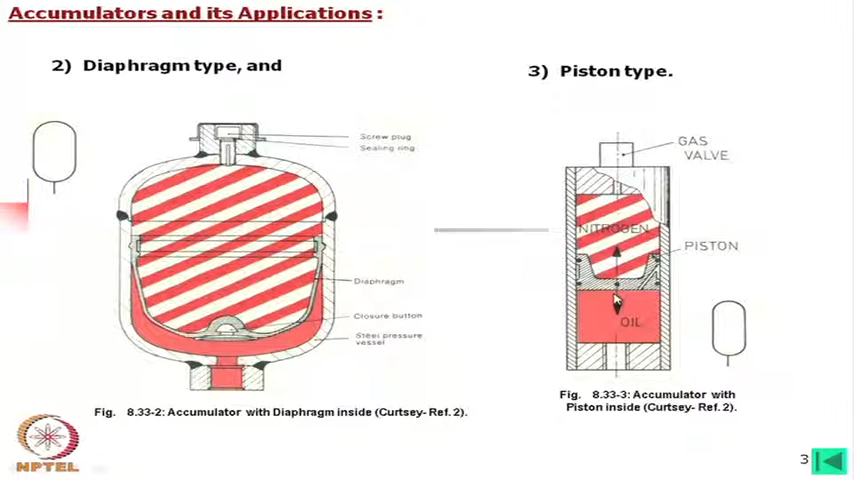 Accumulators and its Applications :
2) Diaphragm type, and
3) Piston type.
Screw plug
Sealing ring
Diaphragm
Closure button
Steel pressure
vessel
GAS
VALVE
NITROGEN
PISTON
OIL
Fig. 8.33-2: Accumulator with Diaphragm inside (Curtsey- Ref. 2).
Fig. 8.33-3: Accumulator with
Piston inside (Curtsey- Ref. 2).
NPTEL
3